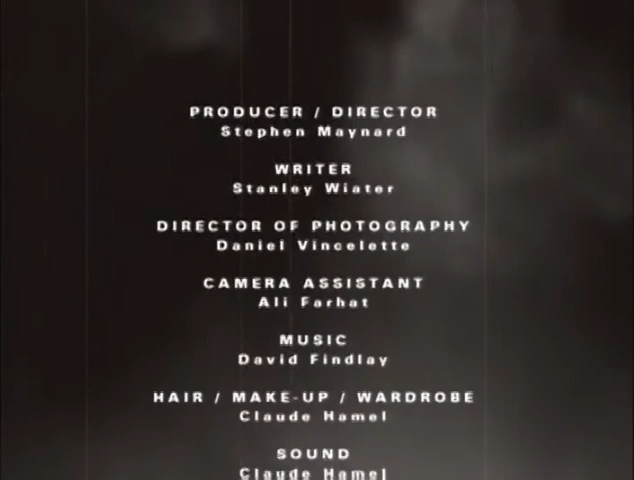 PRODUCER / DIRECTOR
Stephen Maynard
WRITER
Stanley Wiater
DIRECTOR OF PHOTOGRAPHY
Daniel Vincelette
CAMERA ASSISTANT
Ali Farhat
MUSIC
David Findlay
HAIR / MAKE-UP / WARDROBE
Claude Hamel
SOUND
Claude Hamel